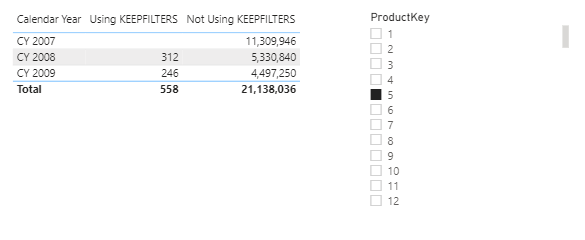 Calendar Year Using KEEPFILTERS Not Using KEEPFILTERS
CY 2007 11,309,946
CY 2008 312 5,330,840
CY 2009 246 4,497,250
Total 558 21,138,036
ProductKey
1
2
3
4
5
6
7
8
9
10
11
12